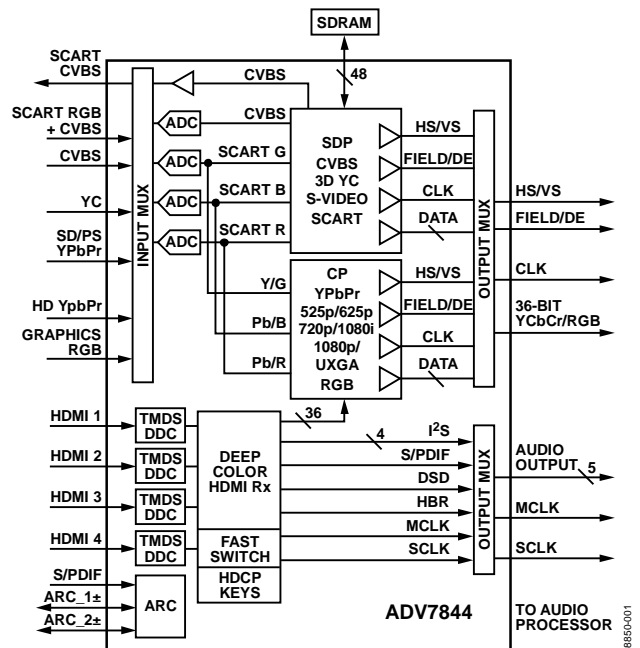 SDRAM
48
SCART
CVBS
SCART RGB
+ CVBS
CVBS
YC
SD/PS
YPbPr
HD YpbPr
GRAPHICS
RGB
INPUT MUX
CVBS
ADC
CVBS
ADC
SCART G
ADC
SCART B
ADC
SCART R
SDP
CVBS
3D YC
S-VIDEO
SCART
HS/VS
FIELD/DE
CLK
DATA
Y/G
Pb/B
Pb/R
CP
YPbPr
525p/625p
720p/1080i
1080p/
UXGA
RGB
HS/VS
FIELD/DE
CLK
DATA
OUTPUT MUX
HS/VS
FIELD/DE
CLK
36-BIT
YCbCr/RGB
HDMI 1
HDMI 2
HDMI 3
HDMI 4
TMDS
DDC
TMDS
DDC
TMDS
DDC
TMDS
DDC
DEEP
COLOR
HDMI Rx
FAST
SWITCH
HDCP
KEYS
36
4
I2S
S/PDIF
DSD
HBR
MCLK
SCLK
OUTPUT MUX
AUDIO
OUTPUT
5
MCLK
SCLK
S/PDIF
ARC_1±
ARC_2±
ARC
ADV7844
TO AUDIO
PROCESSOR
8850-001